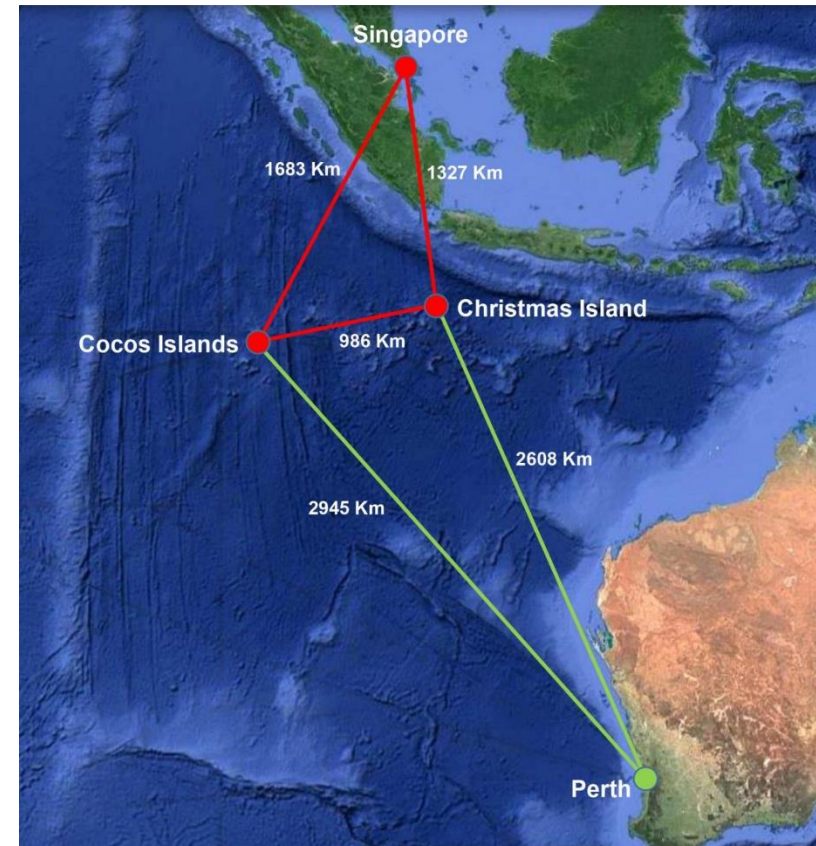 Singapore
1683 Km
1327 Km
Christmas Island
Cocos Islands
986 Km
2608 Km
2945 Km
Perth